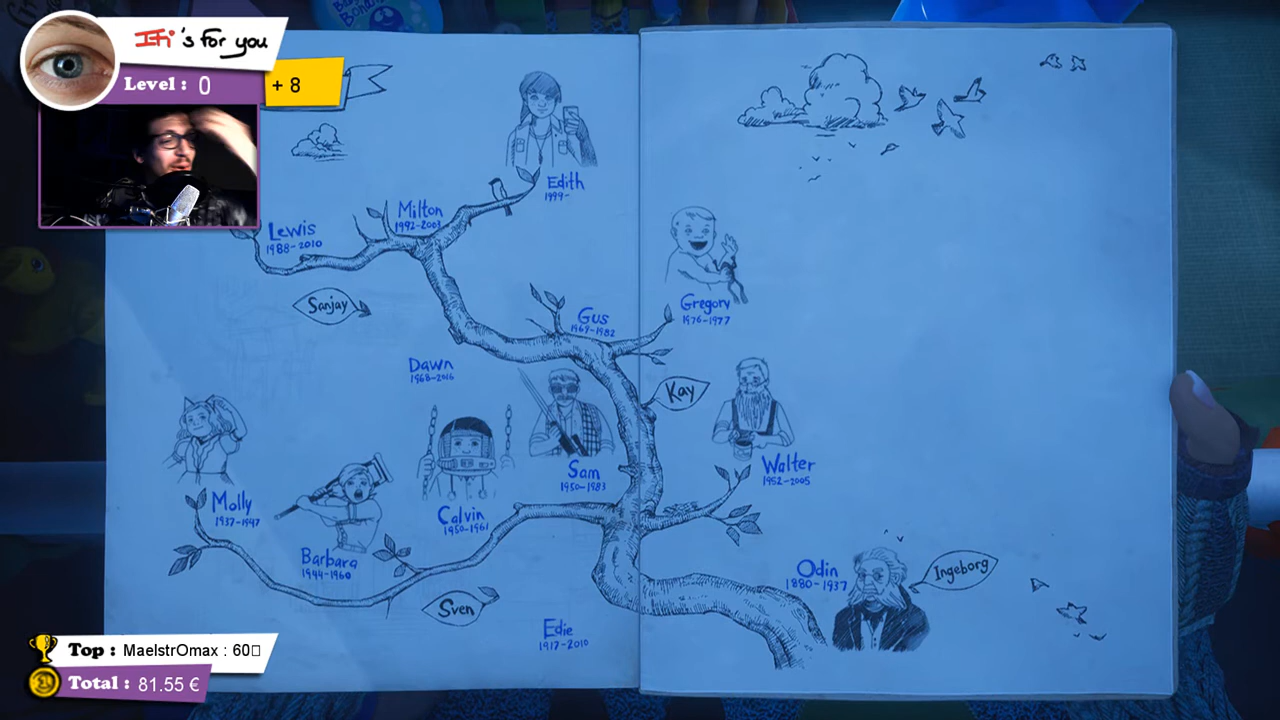 Ifi's for you
Level : 0
+ 8
Edith
1999-
Milton
1992-2003
Lewis
1988-2010
Sanjay
Gus
1969-1982
Gregory
1976-1977
Dawn
1968-2016
Kay
Sam
1950-1983
Walter
1952-2005
Molly
1937-1947
Calvin
1950-1961
Barbara
1944-1960
Sven
Edie
1917-2010
Odin
1880-1937
Ingeborg
Top : MaelstrOmax : 60
Total : 81.55 €